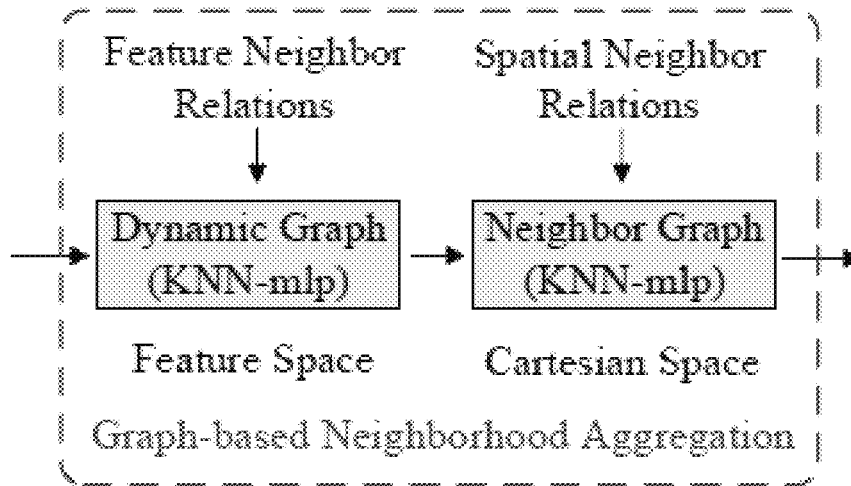 Feature Neighbor
Relations
Spatial Neighbor
Relations
Dynamic Graph
(KNN-mlp)
Neighbor Graph
(KNN-mlp)
Feature Space
Cartesian Space
Graph-based Neighborhood Aggregation